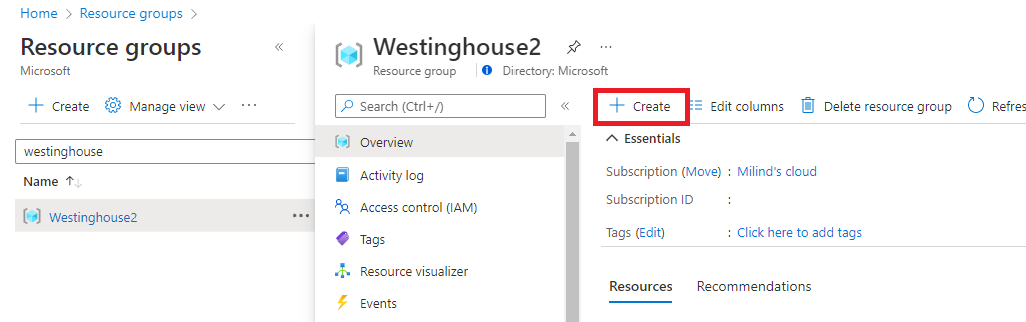 Home > Resource groups >
Resource groups
Microsoft
+ Create Manage view ...
westinghouse
Name ↑↓
Westinghouse2 ...
Westinghouse2 ...
Resource group Directory: Microsoft
Search (Ctrl+/)
Overview
Activity log
Access control (IAM)
Tags
Resource visualizer
Events
+ Create Edit columns Delete resource group Refres
Essentials
Subscription (Move) : Milind's cloud
Subscription ID :
Tags (Edit) : Click here to add tags
Resources Recommendations